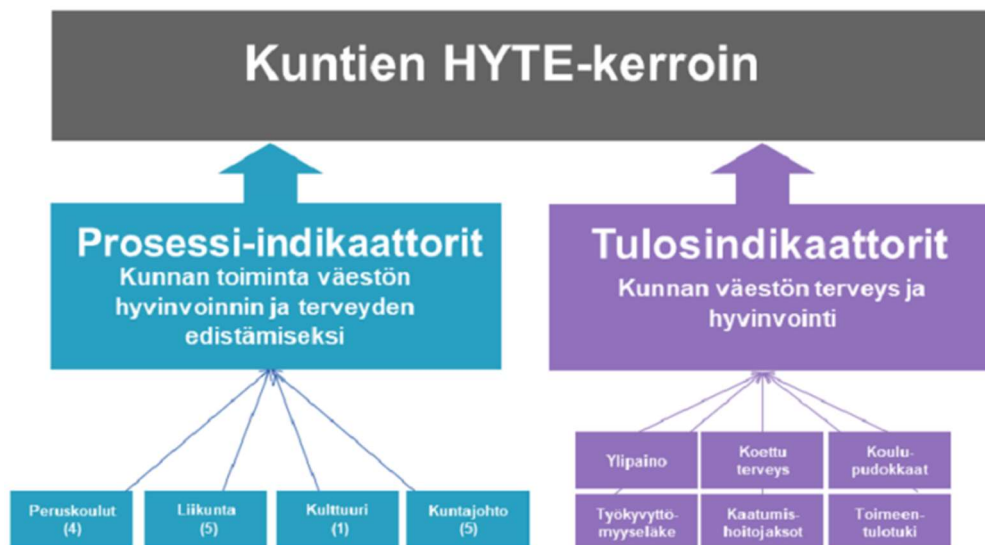 Kuntien HYTE-kerroin
Prosessi-indikaattorit
Kunnan toiminta väestön
hyvinvoinnin ja terveyden
edistämiseksi
Tulosindikaattorit
Kunnan väestön terveys ja
hyvinvointi
Peruskoulut
(4)
Liikunta
(5)
Kulttuuri
(1)
Kuntajohto
(5)
Ylipaino
Koettu
terveys
Koulu-
pudokkaat
Työkyvyttö-
myyseläke
Kaatumis-
hoitojaksot
Toimeen-
tulotuki